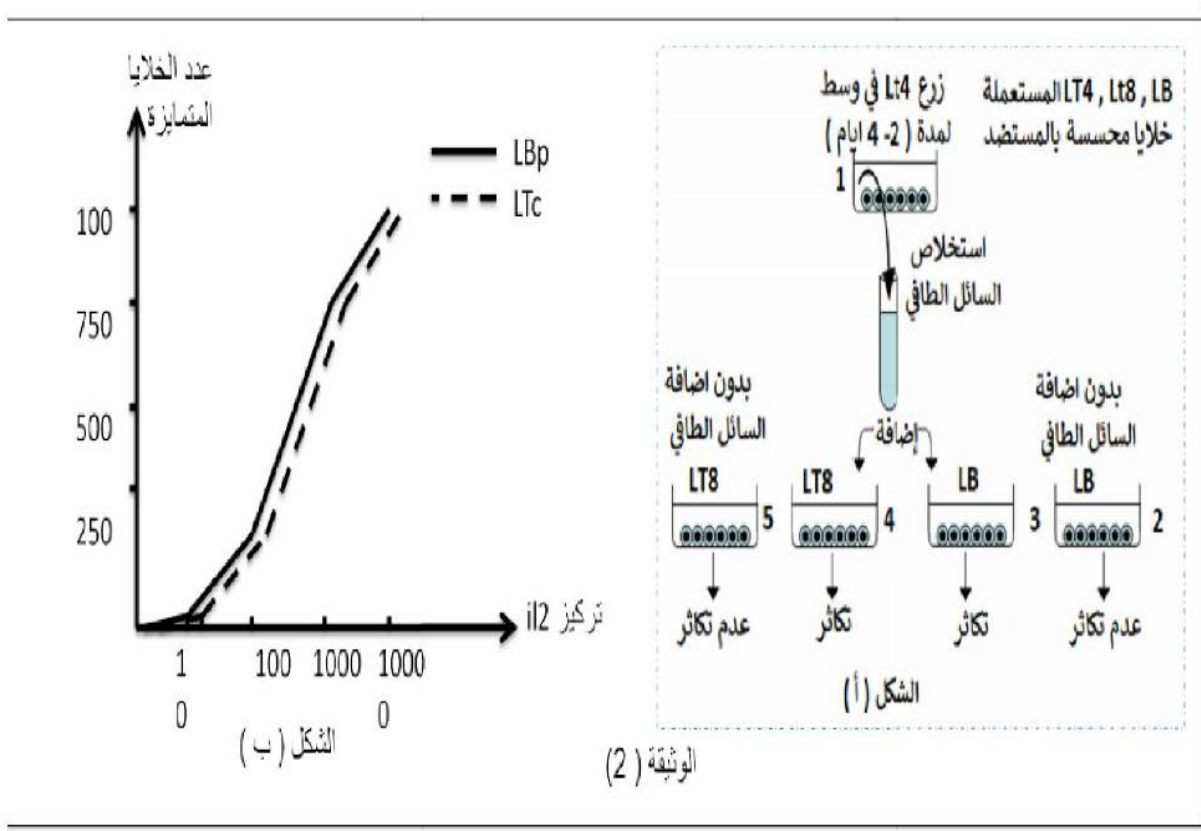 LT4 , Lt8 , LB المستعملة
خلايا محسسة بالمستضد
زرع Lt4 في وسط
لمدة ( 2- 4 ايام )
1
استخلاص
السائل الطافي
إضافة
بدون اضافة
السائل الطافي
LB
2
عدم تكاثر
LB
3
تكاثر
LT8
4
تكاثر
بدون اضافة
السائل الطافي
LT8
5
عدم تكاثر
الشكل ( أ )
عدد الخلايا
المتمايزة
LBp
LTc
100
750
500
250
تركيز il2
1 100 1000 1000
0 0
الشكل ( ب )
الوثيقة ( 2)